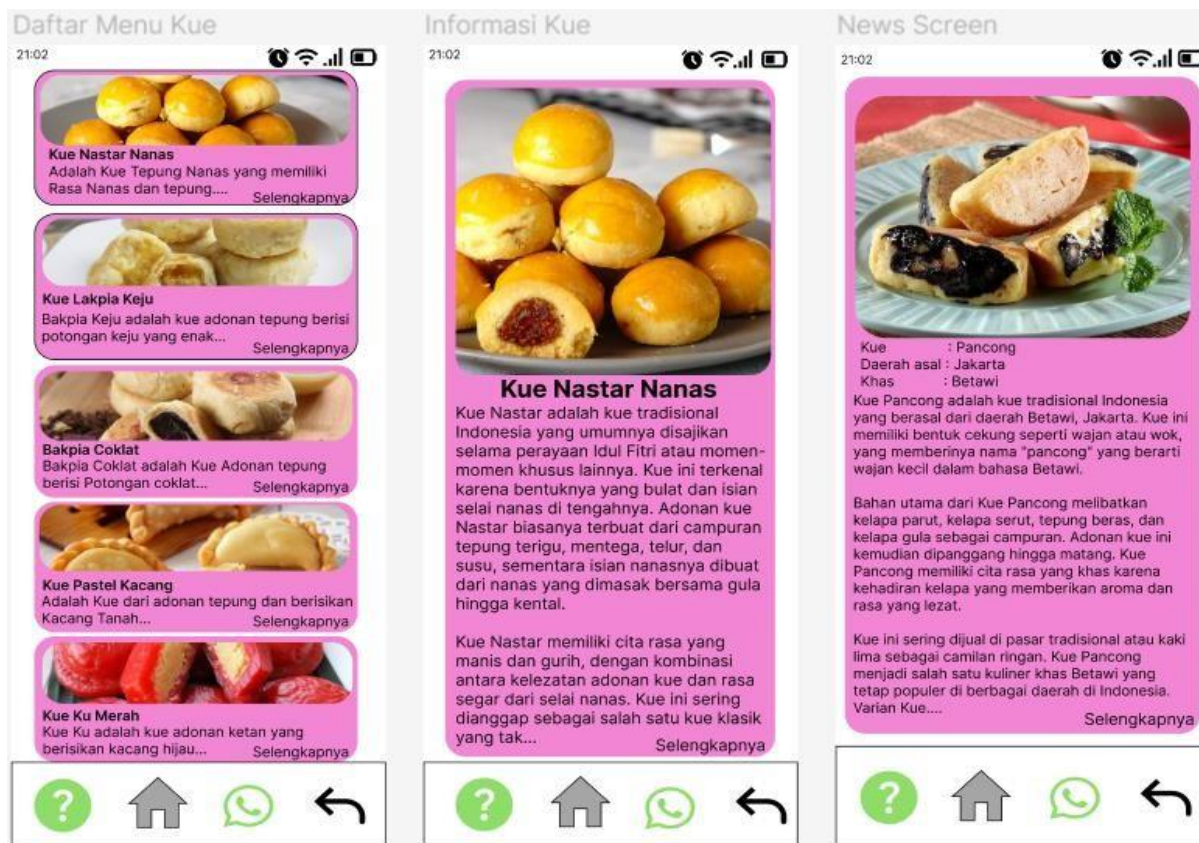 Daftar Menu Kue
21:02
Kue Nastar Nanas
Adalah Kue Tepung Nanas yang memiliki
Rasa Nanas dan tepung....
Selengkapnya
Kue Lakpia Keju
Bakpia Keju adalah kue adonan tepung berisi
potongan keju yang enak...
Selengkapnya
Bakpia Coklat
Bakpia Coklat adalah Kue Adonan tepung
berisi Potongan coklat...
Selengkapnya
Kue Pastel Kacang
Adalah Kue dari adonan tepung dan berisikan
Kacang Tanah...
Selengkapnya
Kue Ku Merah
Kue Ku adalah kue adonan ketan yang
berisikan kacang hijau...
Selengkapnya
?
Informasi Kue
21:02
Kue Nastar Nanas
Kue Nastar adalah kue tradisional
Indonesia yang umumnya disajikan
selama perayaan Idul Fitri atau momen-
momen khusus lainnya. Kue ini terkenal
karena bentuknya yang bulat dan isian
selai nanas di tengahnya. Adonan kue
Nastar biasanya terbuat dari campuran
tepung terigu, mentega, telur, dan
susu, sementara isian nanasnya dibuat
dari nanas yang dimasak bersama gula
hingga kental.
Kue Nastar memiliki cita rasa yang
manis dan gurih, dengan kombinasi
antara kelezatan adonan kue dan rasa
segar dari selai nanas. Kue ini sering
dianggap sebagai salah satu kue klasik
yang tak...
Selengkapnya
?
News Screen
21:02
Kue : Pancong
Daerah asal : Jakarta
Khas : Betawi
Kue Pancong adalah kue tradisional Indonesia
yang berasal dari daerah Betawi, Jakarta. Kue ini
memiliki bentuk cekung seperti wajan atau wok,
yang memberinya nama "pancong" yang berarti
wajan kecil dalam bahasa Betawi.
Bahan utama dari Kue Pancong melibatkan
kelapa parut, kelapa serut, tepung beras, dan
kelapa gula sebagai campuran. Adonan kue ini
kemudian dipanggang hingga matang. Kue
Pancong memiliki cita rasa yang khas karena
kehadiran kelapa yang memberikan aroma dan
rasa yang lezat.
Kue ini sering dijual di pasar tradisional atau kaki
lima sebagai camilan ringan. Kue Pancong
menjadi salah satu kuliner khas Betawi yang
tetap populer di berbagai daerah di Indonesia.
Varian Kue....
Selengkapnya
?